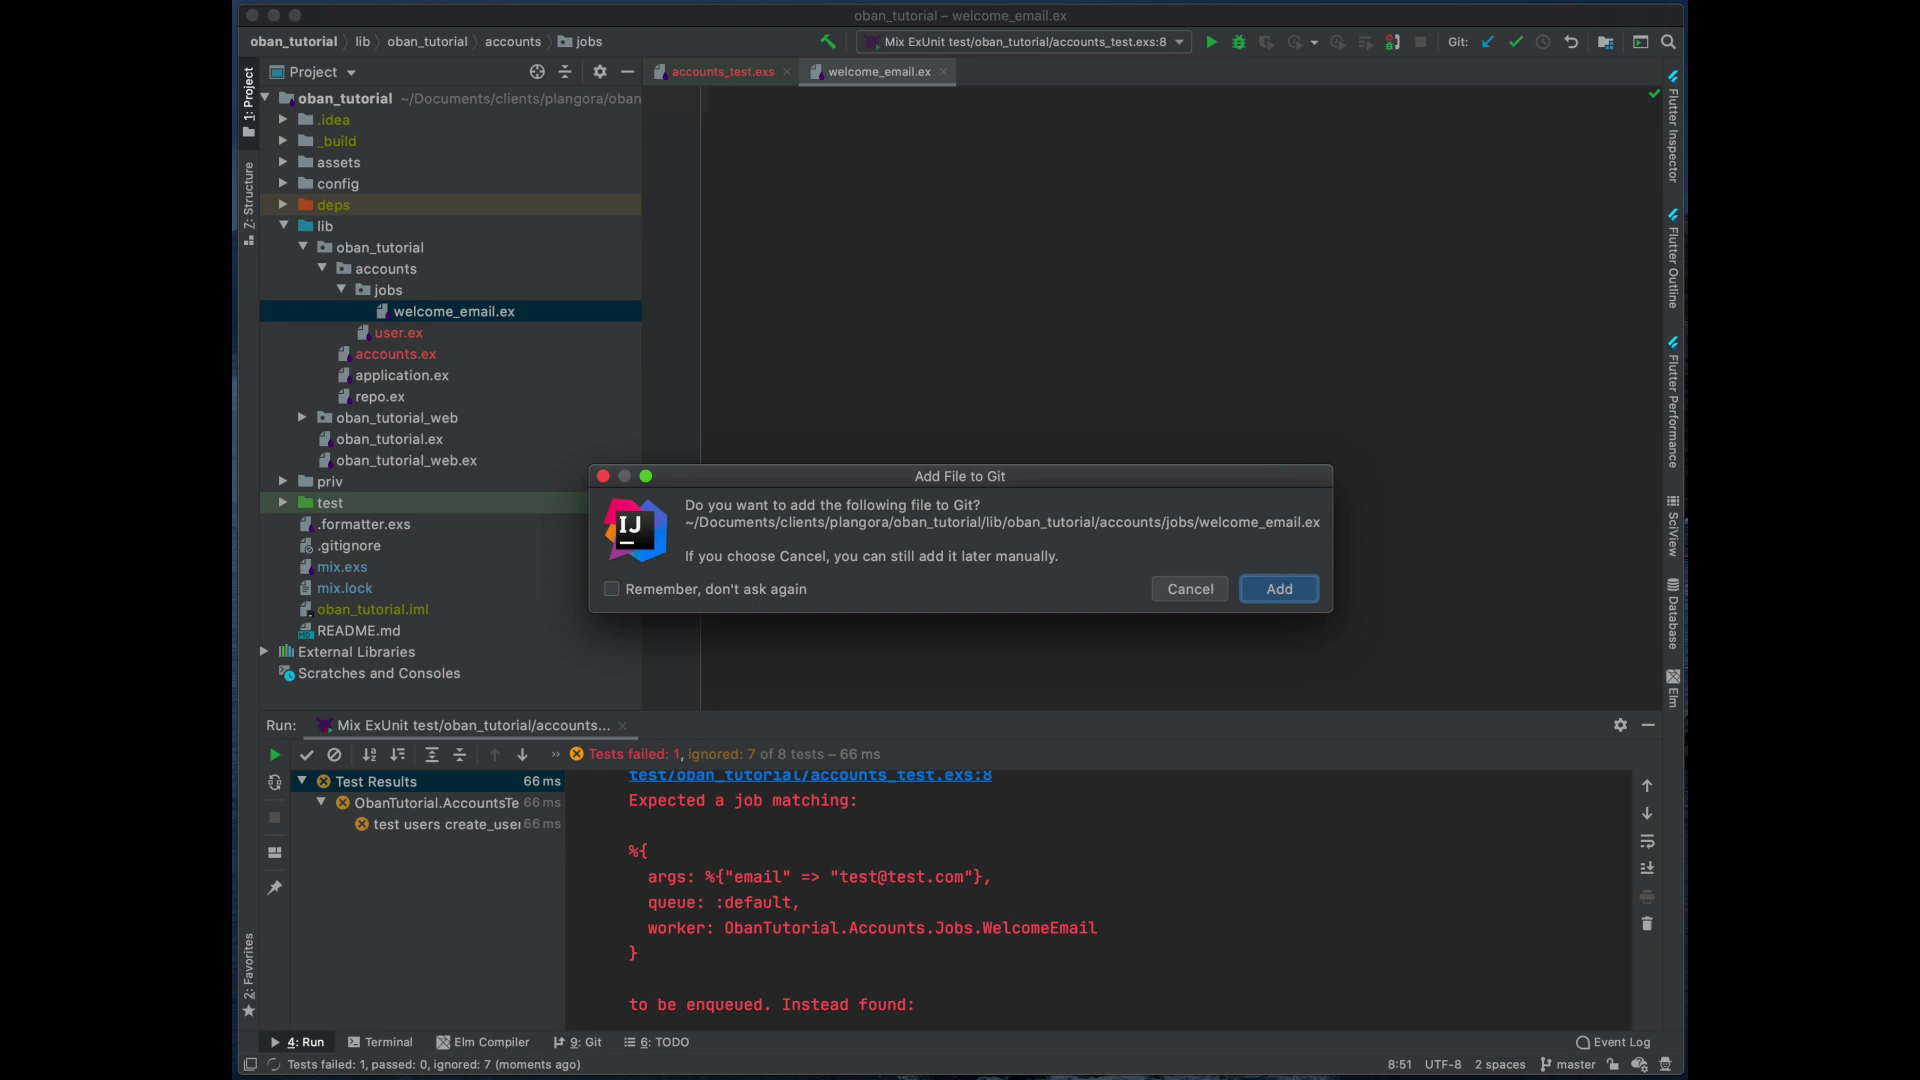 oban_tutorial – welcome_email.ex
oban_tutorial lib oban_tutorial accounts jobs
Mix ExUnit test/oban_tutorial/accounts_test.exs:8
Git:
1: Project
Project
accounts_test.exs
welcome_email.ex
oban_tutorial ~/Documents/clients/plangora/oban
.idea
_build
assets
config
deps
lib
oban_tutorial
accounts
jobs
welcome_email.ex
user.ex
accounts.ex
application.ex
repo.ex
oban_tutorial_web
oban_tutorial.ex
oban_tutorial_web.ex
priv
test
.formatter.exs
.gitignore
mix.exs
mix.lock
oban_tutorial.iml
README.md
External Libraries
Scratches and Consoles
Z: Structure
2: Favorites
Flutter Inspector
Flutter Outline
Flutter Performance
SciView
Database
Elm
Add File to Git
IJ
Do you want to add the following file to Git?
~/Documents/clients/plangora/oban_tutorial/lib/oban_tutorial/accounts/jobs/welcome_email.ex
If you choose Cancel, you can still add it later manually.
Remember, don't ask again
Cancel
Add
Run:
Mix ExUnit test/oban_tutorial/accounts...
Tests failed: 1, ignored: 7 of 8 tests – 66 ms
Test Results 66 ms
ObanTutorial.AccountsTe 66 ms
test users create_user 66 ms
test/oban_tutorial/accounts_test.exs:8
Expected a job matching:
%{
args: %{"email" => "test@test.com"},
queue: :default,
worker: ObanTutorial.Accounts.Jobs.WelcomeEmail
}
to be enqueued. Instead found:
4: Run
Terminal
Elm Compiler
9: Git
6: TODO
Event Log
Tests failed: 1, passed: 0, ignored: 7 (moments ago)
8:51
UTF-8
2 spaces
master